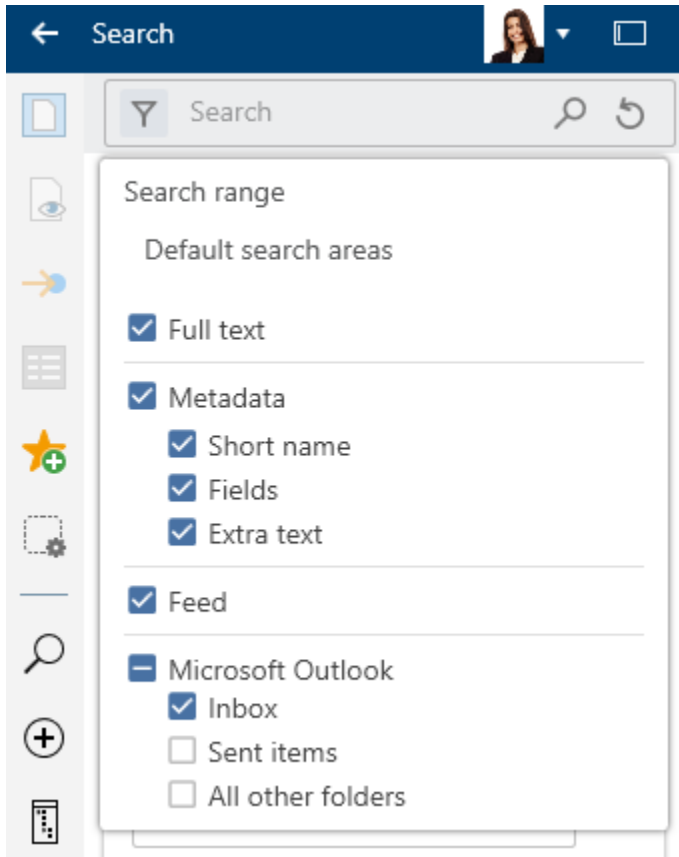 Search
Search
Search range
Default search areas
Full text
Metadata
Short name
Fields
Extra text
Feed
Microsoft Outlook
Inbox
Sent items
All other folders